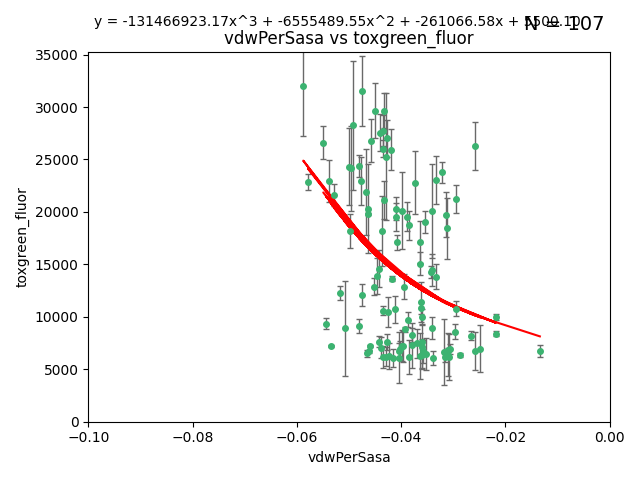 y = -131466923.17x^3 + -6555489.55x^2 + -261066.58x + 5500.10
N = 107
vdwPerSasa vs toxgreen_fluor
35000
30000
25000
20000
15000
10000
5000
0
toxgreen_fluor
−0.10 −0.08 −0.06 −0.04 −0.02 0.00
vdwPerSasa